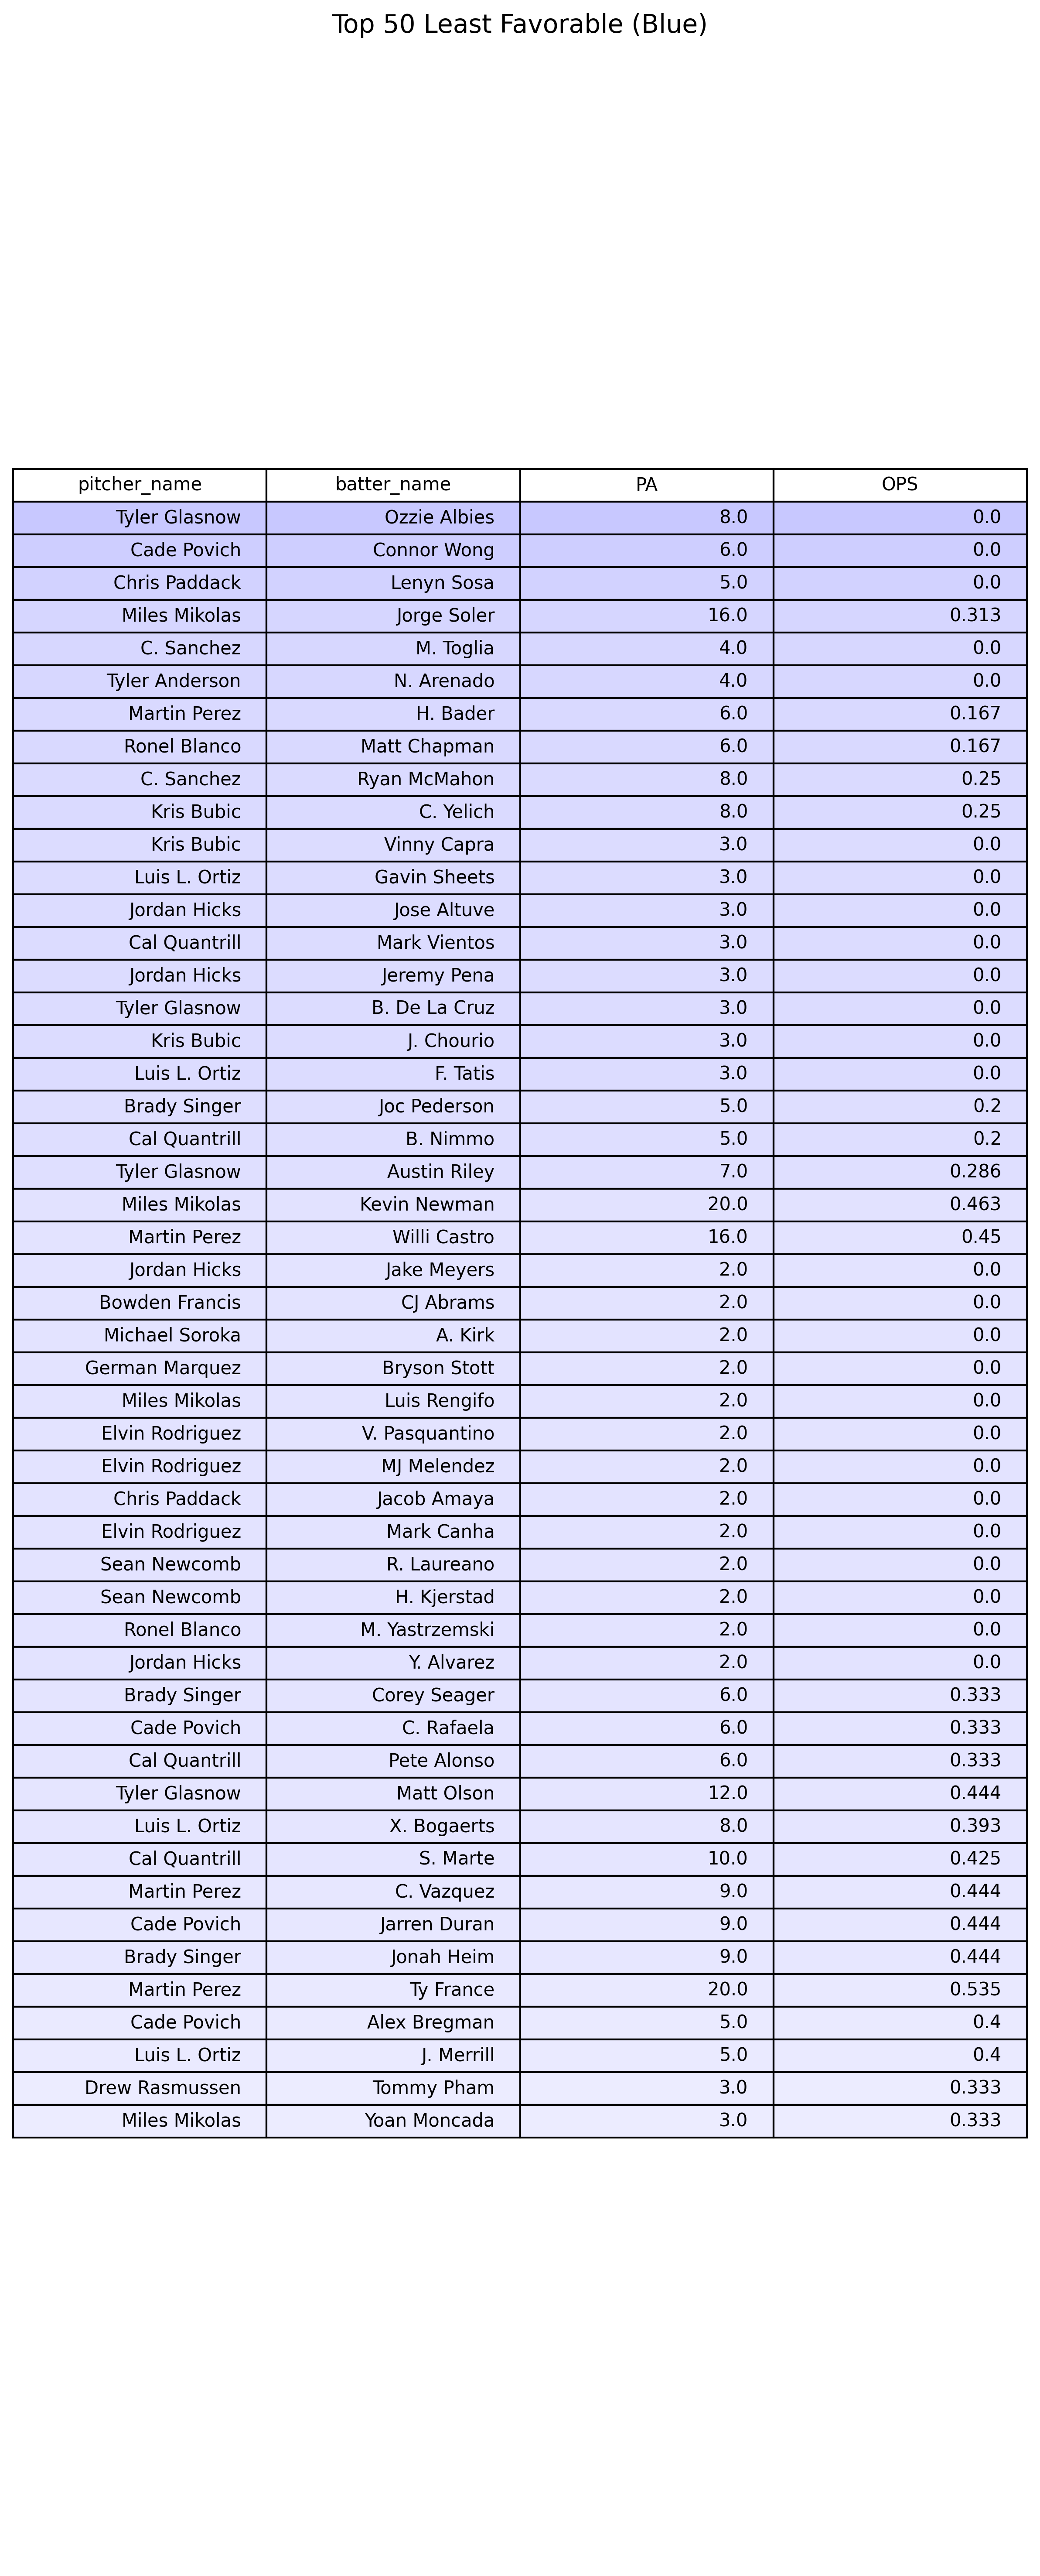 Top 50 Least Favorable (Blue)
pitcher_name batter_name PA OPS
Tyler Glasnow Ozzie Albies 8.0 0.0
Cade Povich Connor Wong 6.0 0.0
Chris Paddack Lenyn Sosa 5.0 0.0
Miles Mikolas Jorge Soler 16.0 0.313
C. Sanchez M. Toglia 4.0 0.0
Tyler Anderson N. Arenado 4.0 0.0
Martin Perez H. Bader 6.0 0.167
Ronel Blanco Matt Chapman 6.0 0.167
C. Sanchez Ryan McMahon 8.0 0.25
Kris Bubic C. Yelich 8.0 0.25
Kris Bubic Vinny Capra 3.0 0.0
Luis L. Ortiz Gavin Sheets 3.0 0.0
Jordan Hicks Jose Altuve 3.0 0.0
Cal Quantrill Mark Vientos 3.0 0.0
Jordan Hicks Jeremy Pena 3.0 0.0
Tyler Glasnow B. De La Cruz 3.0 0.0
Kris Bubic J. Chourio 3.0 0.0
Luis L. Ortiz F. Tatis 3.0 0.0
Brady Singer Joc Pederson 5.0 0.2
Cal Quantrill B. Nimmo 5.0 0.2
Tyler Glasnow Austin Riley 7.0 0.286
Miles Mikolas Kevin Newman 20.0 0.463
Martin Perez Willi Castro 16.0 0.45
Jordan Hicks Jake Meyers 2.0 0.0
Bowden Francis CJ Abrams 2.0 0.0
Michael Soroka A. Kirk 2.0 0.0
German Marquez Bryson Stott 2.0 0.0
Miles Mikolas Luis Rengifo 2.0 0.0
Elvin Rodriguez V. Pasquantino 2.0 0.0
Elvin Rodriguez MJ Melendez 2.0 0.0
Chris Paddack Jacob Amaya 2.0 0.0
Elvin Rodriguez Mark Canha 2.0 0.0
Sean Newcomb R. Laureano 2.0 0.0
Sean Newcomb H. Kjerstad 2.0 0.0
Ronel Blanco M. Yastrzemski 2.0 0.0
Jordan Hicks Y. Alvarez 2.0 0.0
Brady Singer Corey Seager 6.0 0.333
Cade Povich C. Rafaela 6.0 0.333
Cal Quantrill Pete Alonso 6.0 0.333
Tyler Glasnow Matt Olson 12.0 0.444
Luis L. Ortiz X. Bogaerts 8.0 0.393
Cal Quantrill S. Marte 10.0 0.425
Martin Perez C. Vazquez 9.0 0.444
Cade Povich Jarren Duran 9.0 0.444
Brady Singer Jonah Heim 9.0 0.444
Martin Perez Ty France 20.0 0.535
Cade Povich Alex Bregman 5.0 0.4
Luis L. Ortiz J. Merrill 5.0 0.4
Drew Rasmussen Tommy Pham 3.0 0.333
Miles Mikolas Yoan Moncada 3.0 0.333